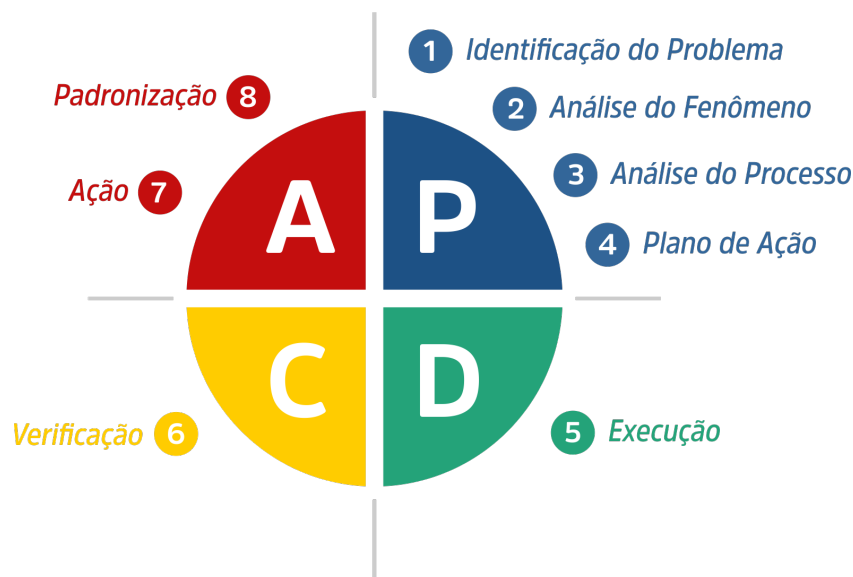 1 Identificação do Problema
2 Análise do Fenômeno
3 Análise do Processo
4 Plano de Ação
Padronização 8
Ação 7
A P
C D
Verificação 6
5 Execução